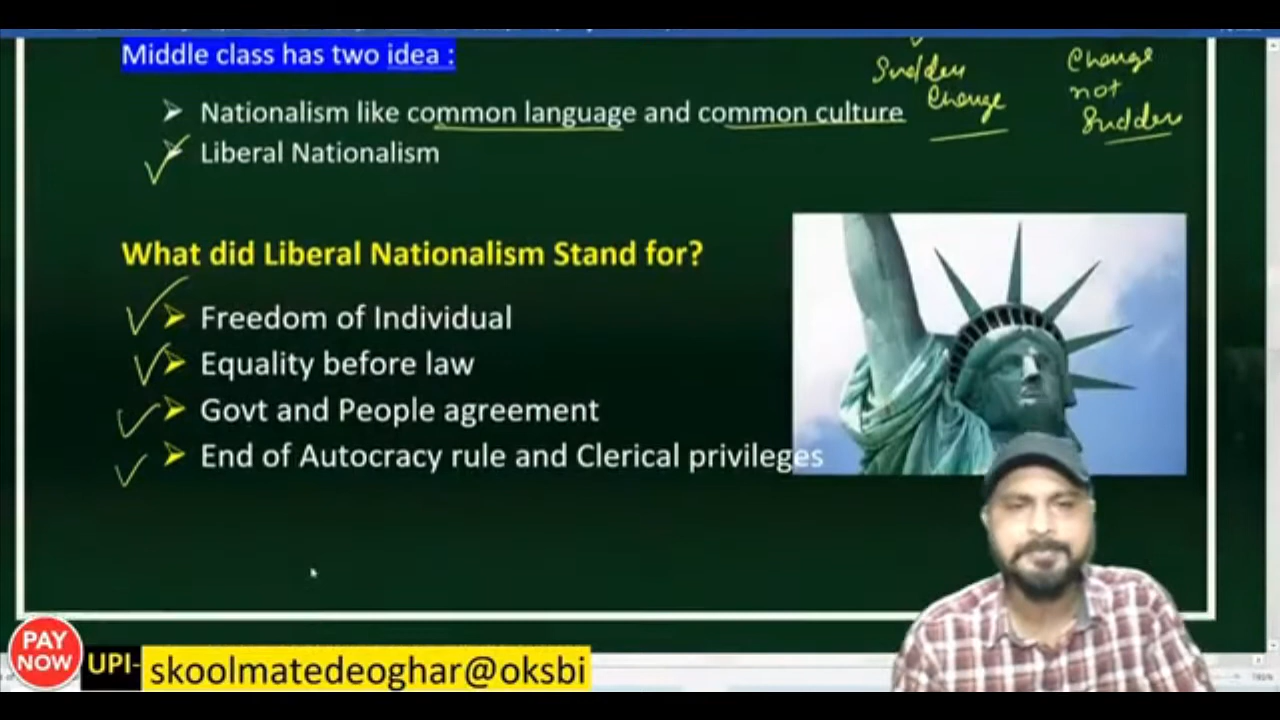 Middle class has two idea :
Sudden
Change
Change
not
Sudden
➤ Nationalism like common language and common culture
➤ Liberal Nationalism
What did Liberal Nationalism Stand for?
➤ Freedom of Individual
➤ Equality before law
➤ Govt and People agreement
➤ End of Autocracy rule and Clerical privileges
PAY
NOW
UPI- skoolmatedeoghar@oksbi